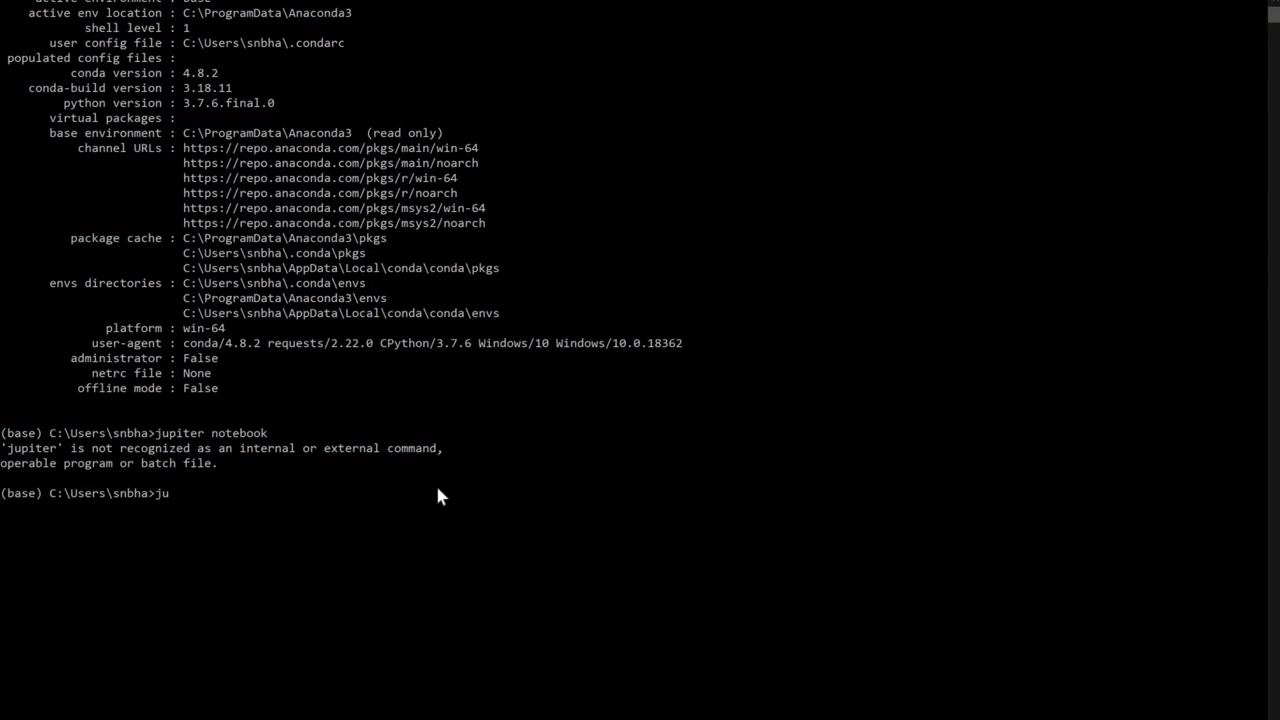 active environment : base
active env location : C:\ProgramData\Anaconda3
shell level : 1
user config file : C:\Users\snbha\.condarc
populated config files :
conda version : 4.8.2
conda-build version : 3.18.11
python version : 3.7.6.final.0
virtual packages :
base environment : C:\ProgramData\Anaconda3  (read only)
channel URLs : https://repo.anaconda.com/pkgs/main/win-64
https://repo.anaconda.com/pkgs/main/noarch
https://repo.anaconda.com/pkgs/r/win-64
https://repo.anaconda.com/pkgs/r/noarch
https://repo.anaconda.com/pkgs/msys2/win-64
https://repo.anaconda.com/pkgs/msys2/noarch
package cache : C:\ProgramData\Anaconda3\pkgs
C:\Users\snbha\.conda\pkgs
C:\Users\snbha\AppData\Local\conda\conda\pkgs
envs directories : C:\Users\snbha\.conda\envs
C:\ProgramData\Anaconda3\envs
C:\Users\snbha\AppData\Local\conda\conda\envs
platform : win-64
user-agent : conda/4.8.2 requests/2.22.0 CPython/3.7.6 Windows/10 Windows/10.0.18362
administrator : False
netrc file : None
offline mode : False
(base) C:\Users\snbha>jupiter notebook
'jupiter' is not recognized as an internal or external command,
operable program or batch file.
(base) C:\Users\snbha>ju